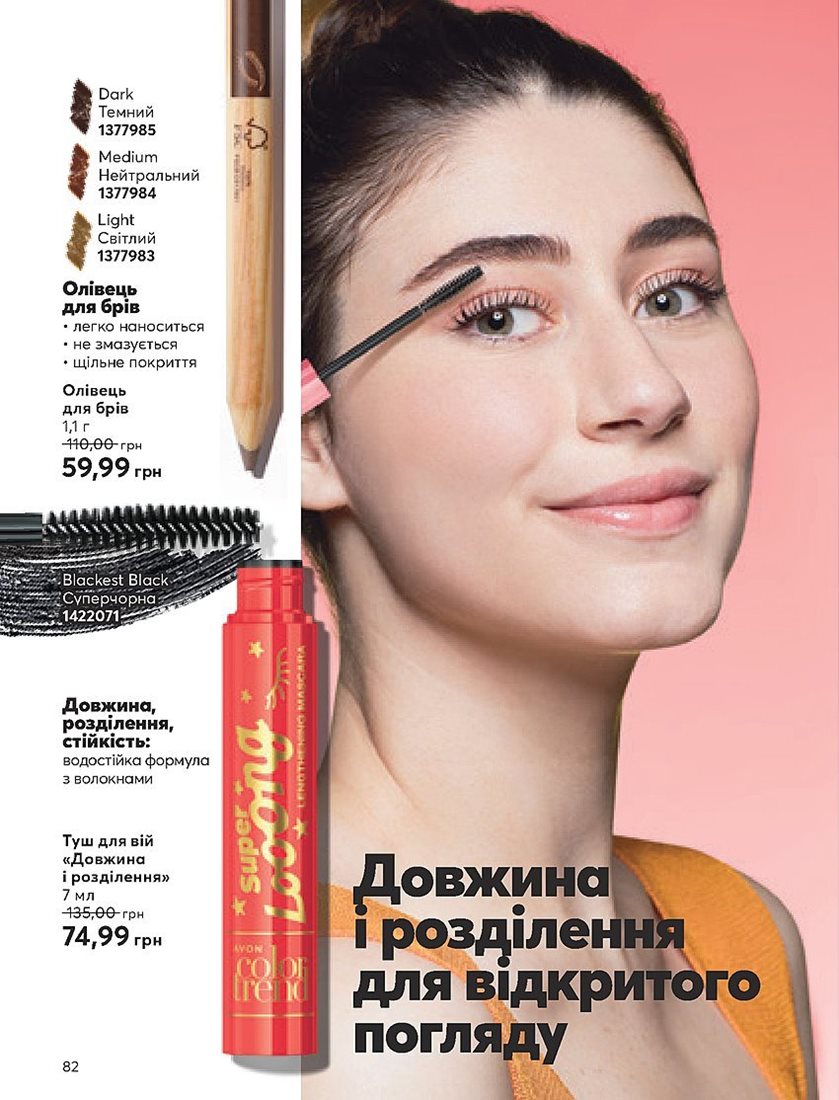 Dark
Темний
1377985
Medium
Нейтральний
1377984
Light
Світлий
1377983
Олівець
для брів
• легко наноситься
• не змазується
• щільне покриття
Олівець
для брів
1,1 г
110,00 грн
59,99 грн
FSC
Blackest Black
Суперчорна
1422071
Довжина,
розділення,
стійкість:
водостійка формула
з волокнами
Туш для вій
«Довжина
і розділення»
7 мл
135,00 грн
74,99 грн
super
Looong
LENGTHENING MASCARA
AVON
color
trend
Довжина
і розділення
для відкритого
погляду
82